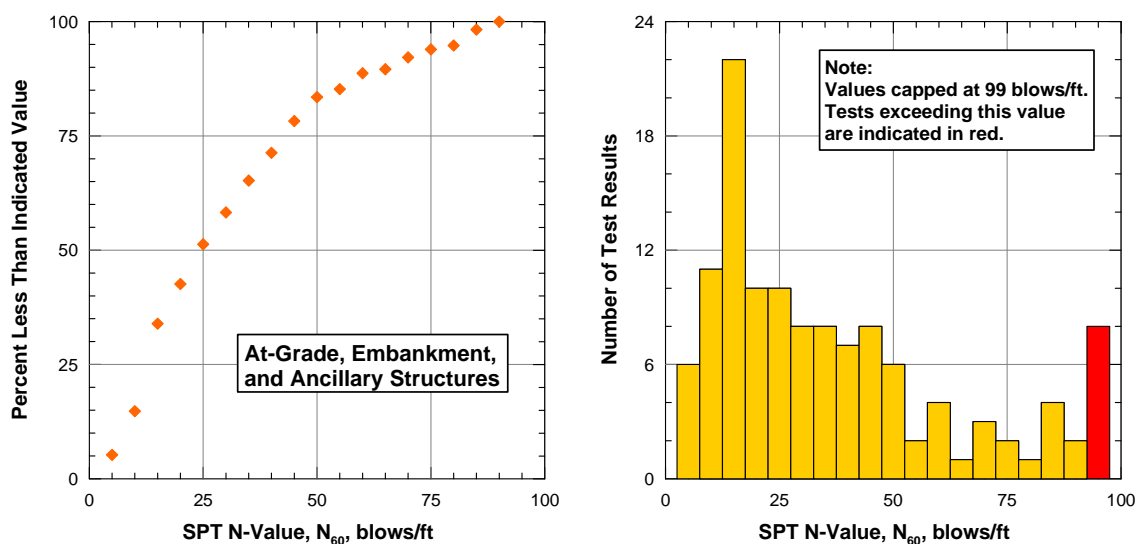 100
75
50
25
0
Percent Less Than Indicated Value
At-Grade, Embankment,
and Ancillary Structures
0 25 50 75 100
SPT N-Value, N60, blows/ft
24
18
12
6
0
Number of Test Results
Note:
Values capped at 99 blows/ft.
Tests exceeding this value
are indicated in red.
0 25 50 75 100
SPT N-Value, N60, blows/ft